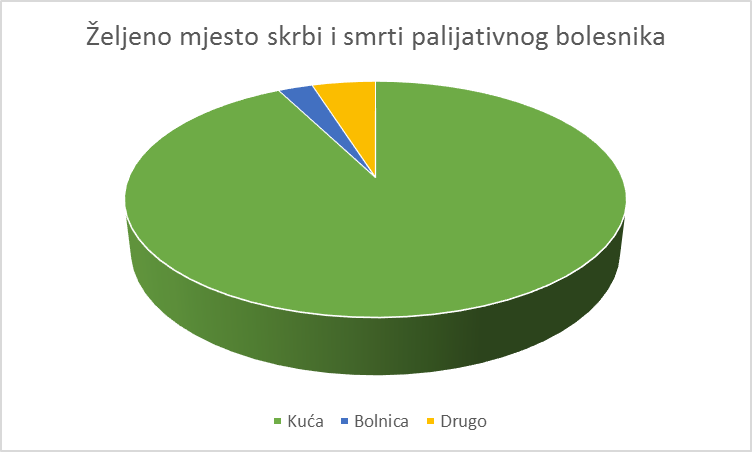 Željeno mjesto skrbi i smrti palijativnog bolesnika
Kuća Bolnica Drugo